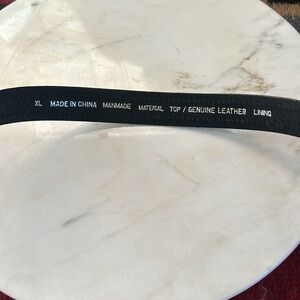 XL MADE IN CHINA MANMADE MATERIAL TOP / GENUINE LEATHER LINING